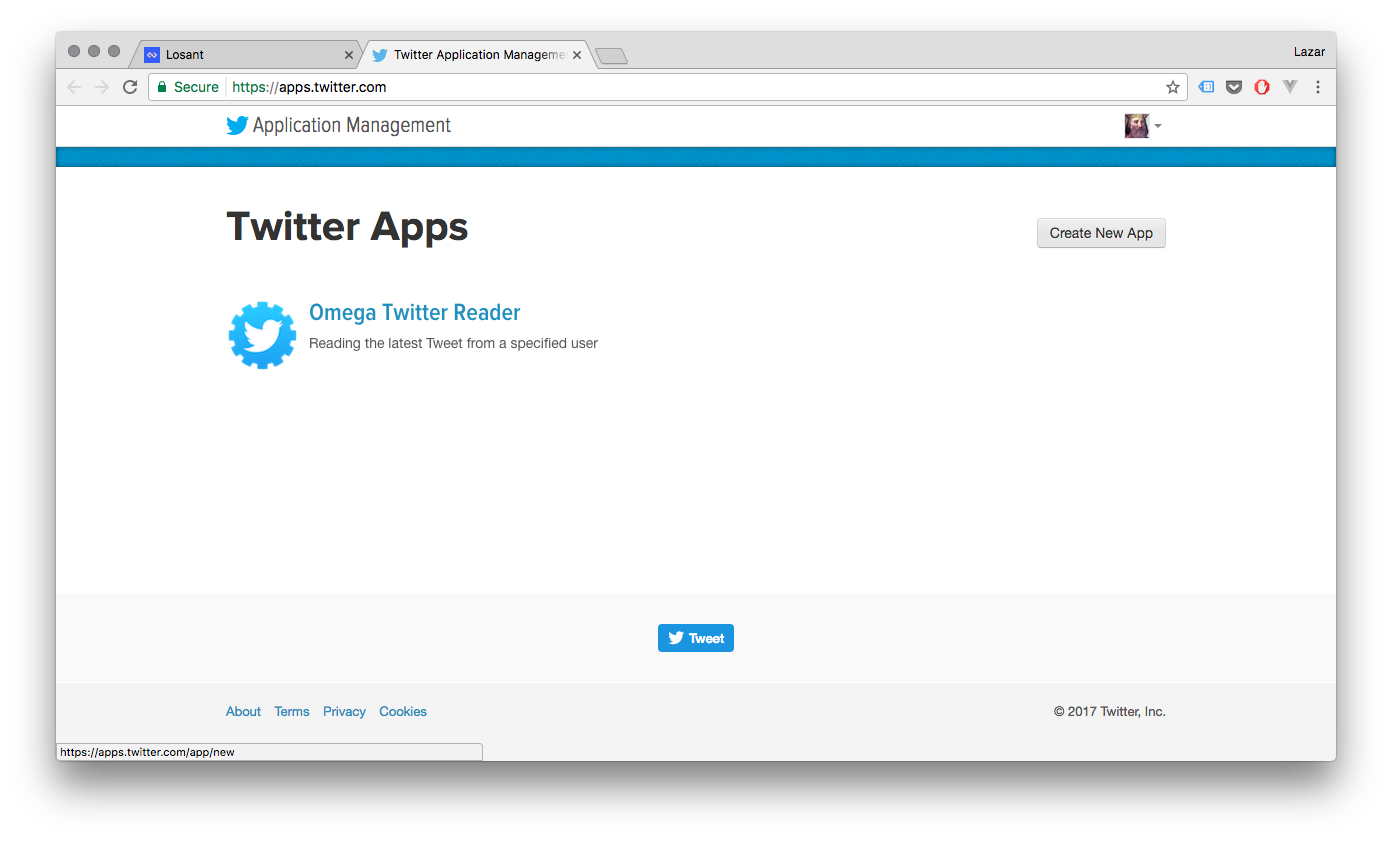 Losant
Twitter Application Manageme
Lazar
Secure
https://apps.twitter.com
Application Management
Twitter Apps
Create New App
Omega Twitter Reader
Reading the latest Tweet from a specified user
Tweet
About Terms Privacy Cookies
© 2017 Twitter, Inc.
https://apps.twitter.com/app/new